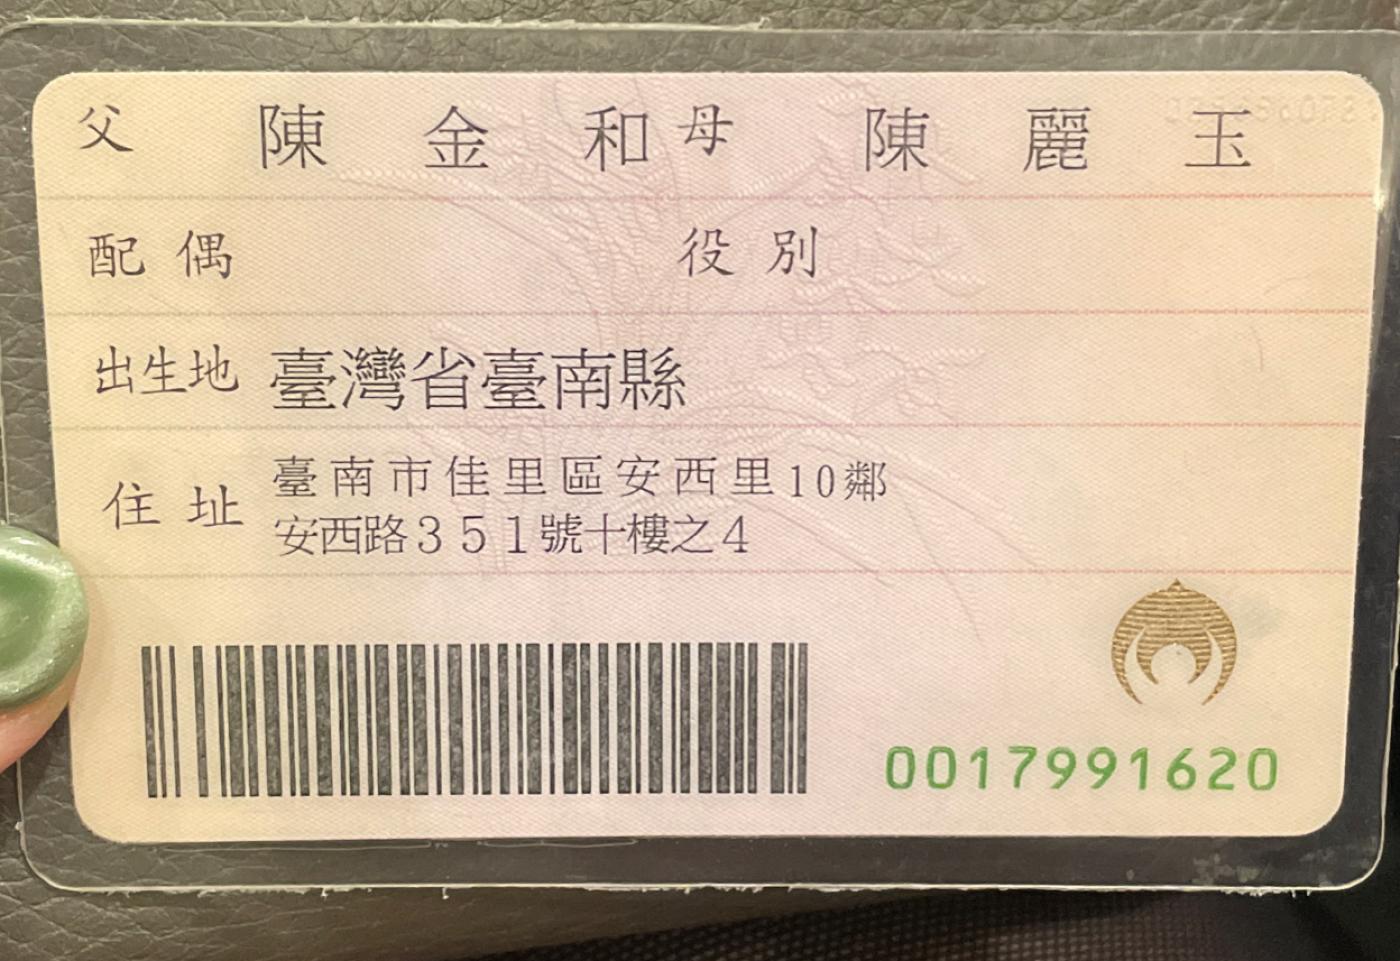 父 陳金和 母 陳麗玉
配偶 役別
出生地 臺灣省臺南縣
住址 臺南市佳里區安西里10鄰
安西路351號十樓之4
0017991620